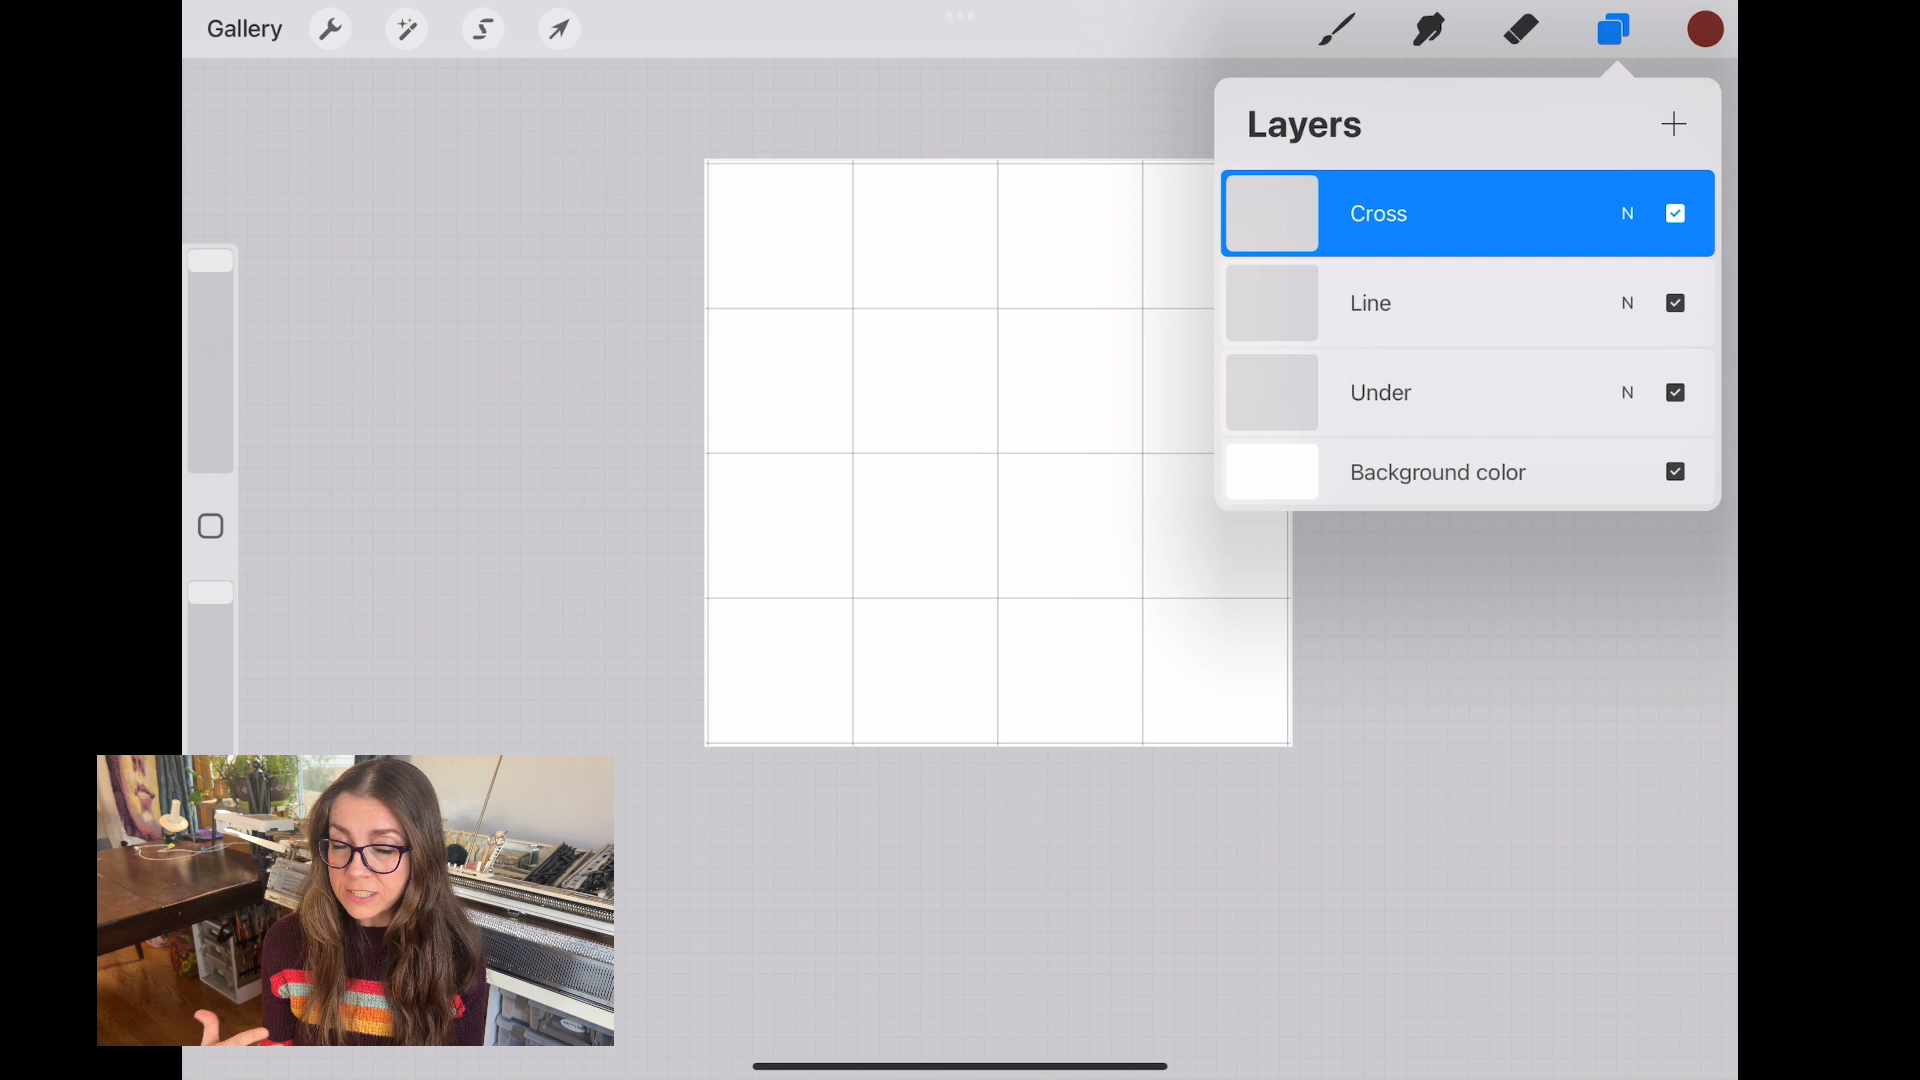 Gallery
Layers
Cross N
Line N
Under N
Background color